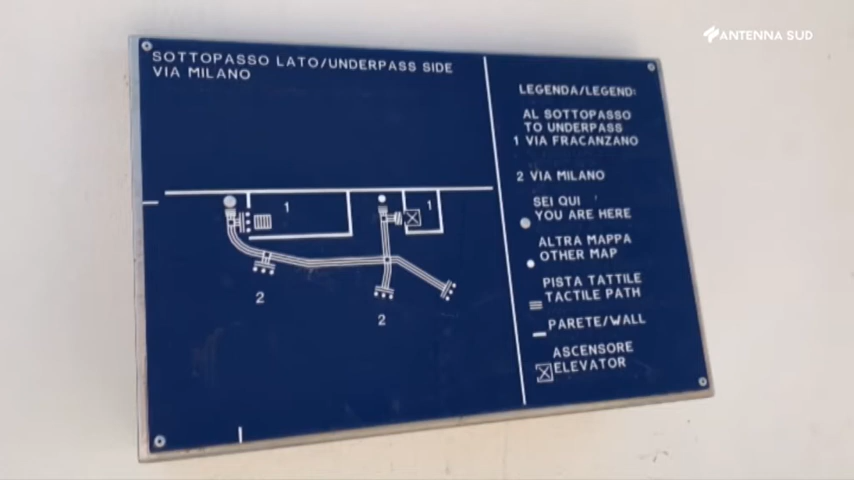 ANTENNA SUD
SOTTOPASSO LATO/UNDERPASS SIDE
VIA MILANO
1
1
2
2
LEGENDA/LEGEND:
AL SOTTOPASSO
TO UNDERPASS
1 VIA FRACANZANO
2 VIA MILANO
SEI QUI
YOU ARE HERE
ALTRA MAPPA
OTHER MAP
PISTA TATTILE
TACTILE PATH
PARETE/WALL
ASCENSORE
ELEVATOR